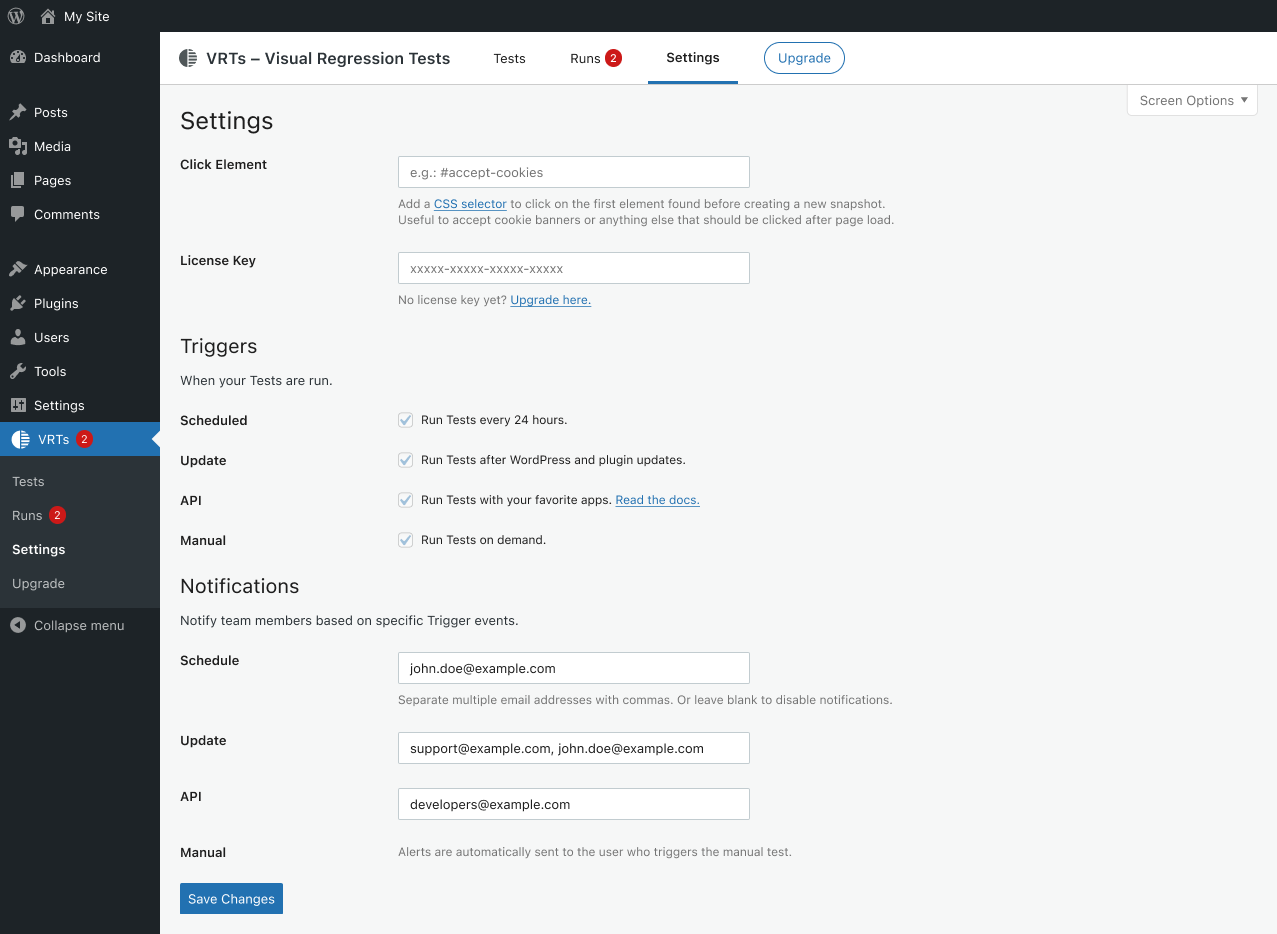 My Site
Dashboard
Posts
Media
Pages
Comments
Appearance
Plugins
Users
Tools
Settings
VRTs 2
Tests
Runs 2
Settings
Upgrade
Collapse menu
VRTs – Visual Regression Tests
Tests
Runs 2
Settings
Upgrade
Screen Options
Settings
Click Element
e.g.: #accept-cookies
Add a CSS selector to click on the first element found before creating a new snapshot.
Useful to accept cookie banners or anything else that should be clicked after page load.
License Key
xxxxx-xxxxx-xxxxx-xxxxx
No license key yet? Upgrade here.
Triggers
When your Tests are run.
Scheduled
Run Tests every 24 hours.
Update
Run Tests after WordPress and plugin updates.
API
Run Tests with your favorite apps. Read the docs.
Manual
Run Tests on demand.
Notifications
Notify team members based on specific Trigger events.
Schedule
john.doe@example.com
Separate multiple email addresses with commas. Or leave blank to disable notifications.
Update
support@example.com, john.doe@example.com
API
developers@example.com
Manual
Alerts are automatically sent to the user who triggers the manual test.
Save Changes